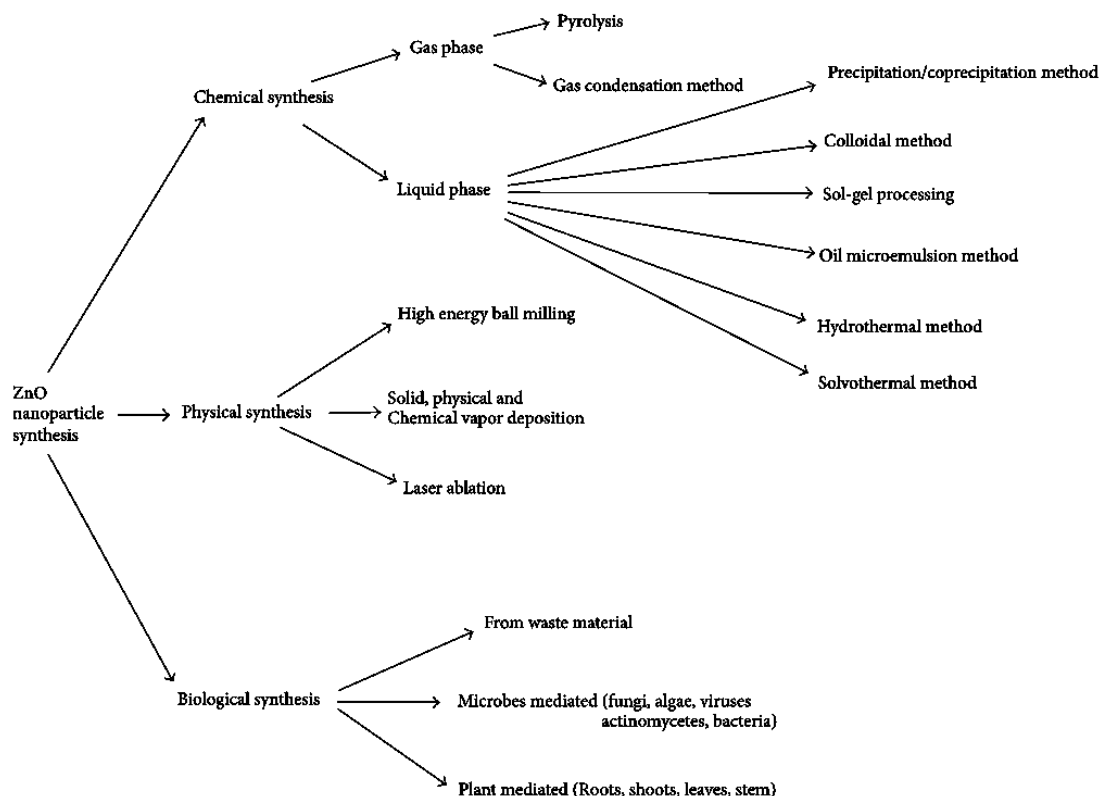 Pyrolysis
Gas phase
Gas condensation method
Chemical synthesis
Precipitation/coprecipitation method
Colloidal method
Liquid phase
Sol-gel processing
Oil microemulsion method
Hydrothermal method
Solvothermal method
High energy ball milling
ZnO
nanoparticle
synthesis
Physical synthesis
Solid, physical and
Chemical vapor deposition
Laser ablation
From waste material
Biological synthesis
Microbes mediated (fungi, algae, viruses
actinomycetes, bacteria)
Plant mediated (Roots, shoots, leaves, stem)